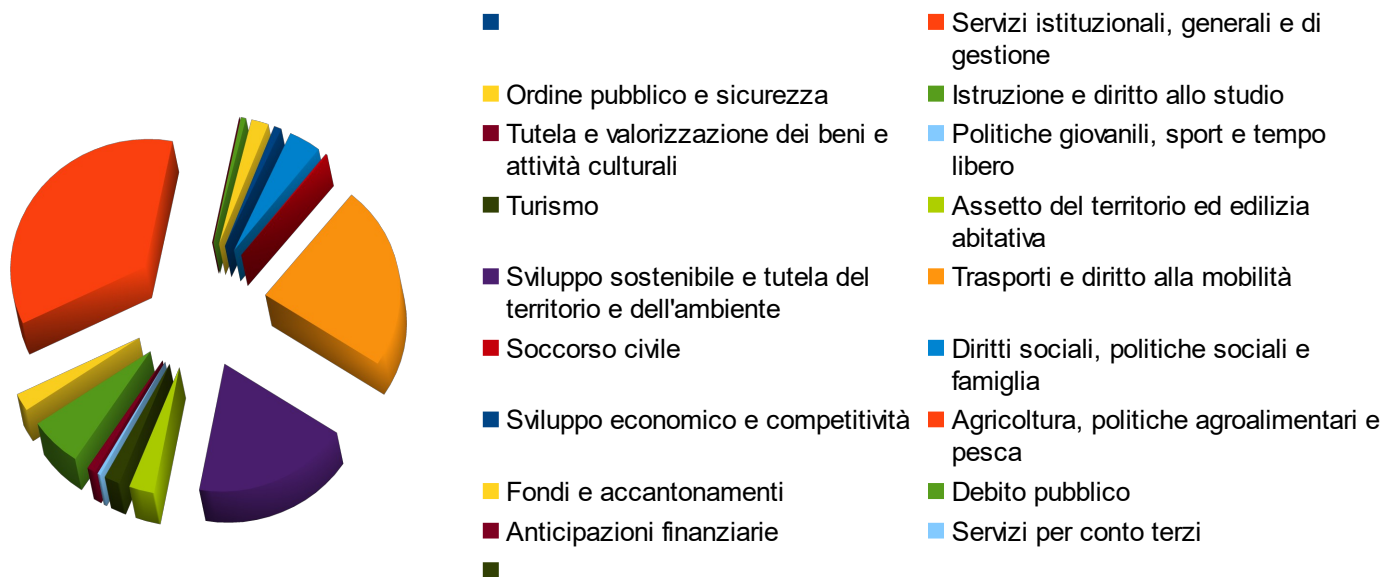 Servizi istituzionali, generali e di
gestione
Ordine pubblico e sicurezza
Istruzione e diritto allo studio
Tutela e valorizzazione dei beni e
attività culturali
Politiche giovanili, sport e tempo
libero
Turismo
Assetto del territorio ed edilizia
abitativa
Sviluppo sostenibile e tutela del
territorio e dell'ambiente
Trasporti e diritto alla mobilità
Soccorso civile
Diritti sociali, politiche sociali e
famiglia
Sviluppo economico e competitività
Agricoltura, politiche agroalimentari e
pesca
Fondi e accantonamenti
Debito pubblico
Anticipazioni finanziarie
Servizi per conto terzi